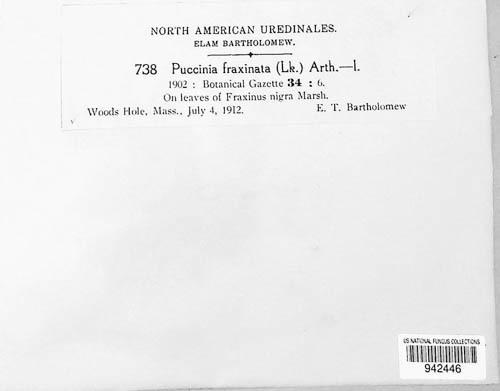 NORTH AMERICAN UREDINALES.
ELAM BARTHOLOMEW.
738 Puccinia fraxinata (Lk.) Arth.—I.
1902 : Botanical Gazette 34 : 6.
On leaves of Fraxinus nigra Marsh.
Woods Hole, Mass., July 4, 1912. E. T. Bartholomew
US NATIONAL FUNGUS COLLECTIONS
942446